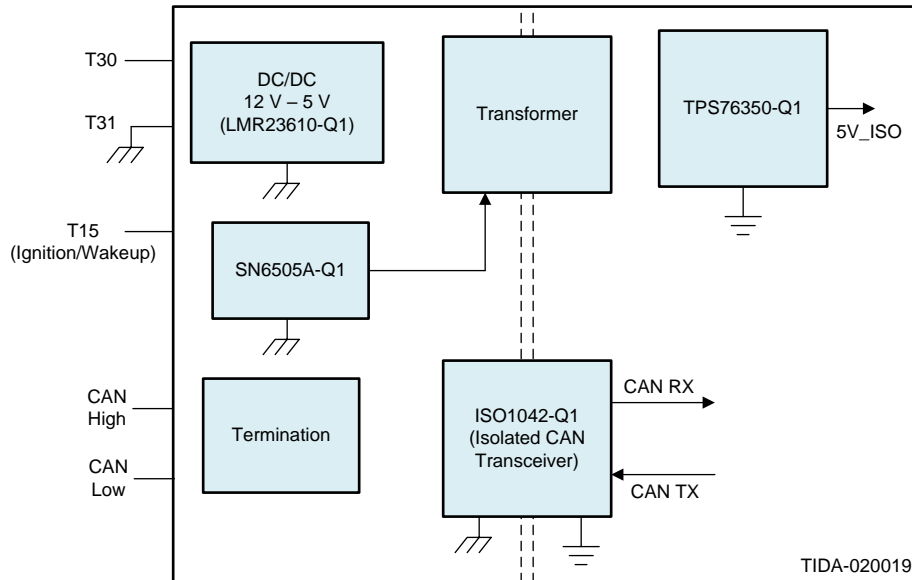 T30
T31
T15
(Ignition/Wakeup)
CAN
High
CAN
Low
DC/DC
12 V – 5 V
(LMR23610-Q1)
Transformer
TPS76350-Q1
5V_ISO
SN6505A-Q1
Termination
ISO1042-Q1
(Isolated CAN
Transceiver)
CAN RX
CAN TX
TIDA-020019